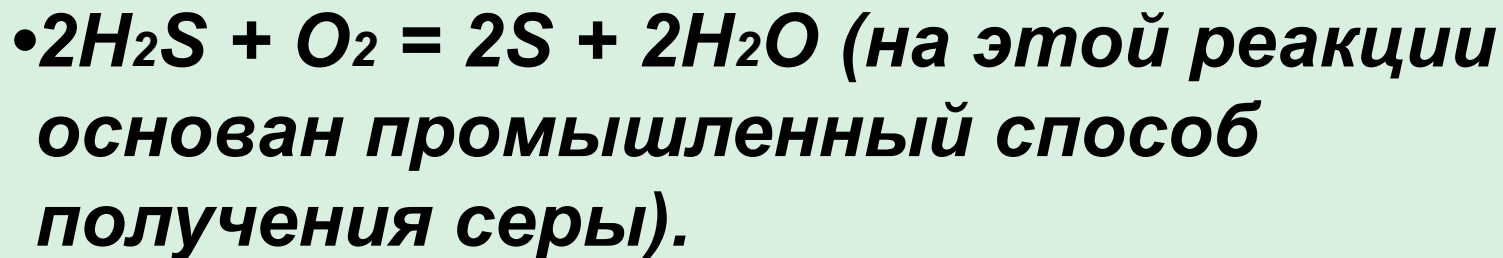 •2H2S + O2 = 2S + 2H2O (на этой реакции
основан промышленный способ
получения серы).